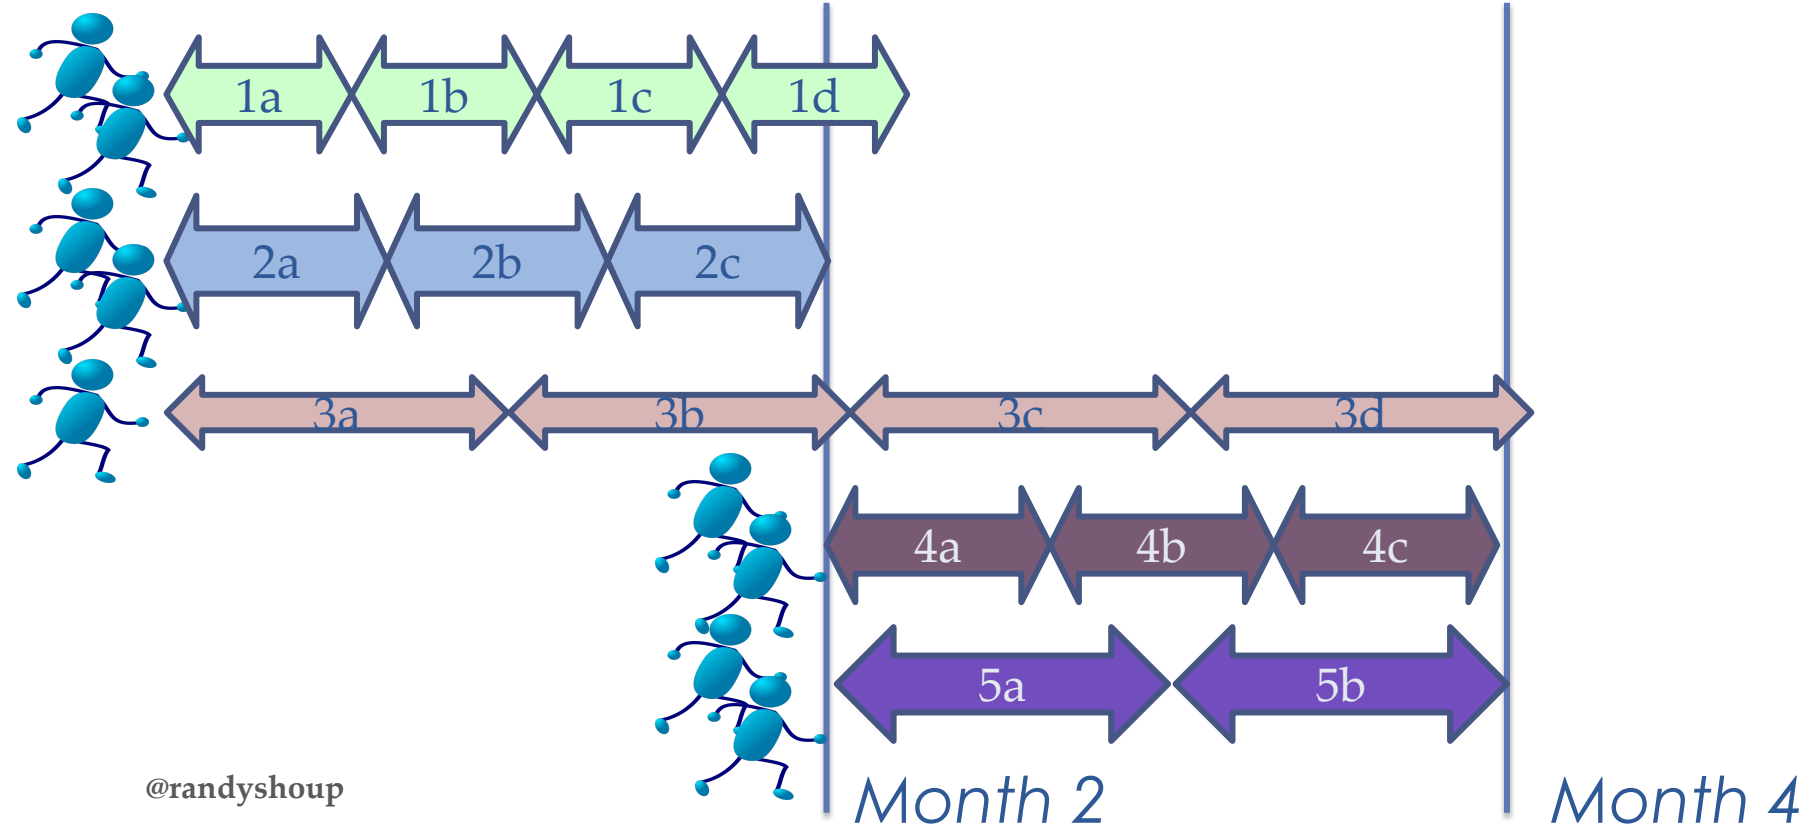 1a 1b 1c 1d
2a 2b 2c
3a 3b 3c 3d
4a 4b 4c
5a 5b
@randyshoup
Month 2 Month 4